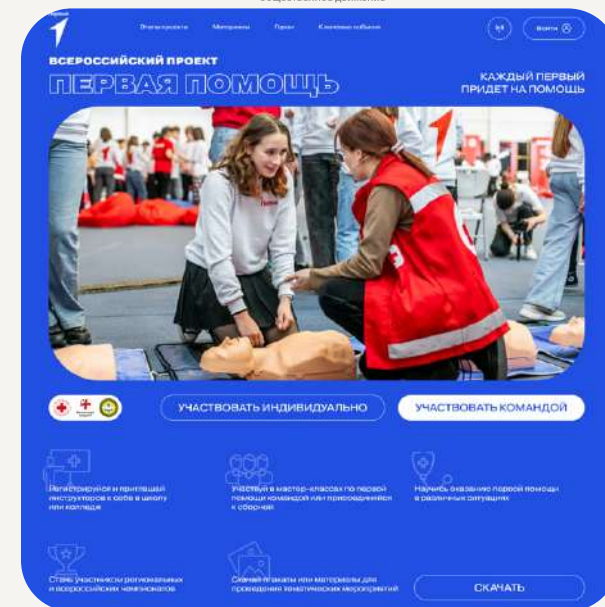 общественное движение
Этапы проекта
Материалы
Герои
Ключевые события
Войти
ВСЕРОССИЙСКИЙ ПРОЕКТ
ПЕРВАЯ ПОМОЩЬ
КАЖДЫЙ ПЕРВЫЙ
ПРИДЕТ НА ПОМОЩЬ
УЧАСТВОВАТЬ ИНДИВИДУАЛЬНО
УЧАСТВОВАТЬ КОМАНДОЙ
Регистрируйся и приглашай
инструкторов к себе в школу
или колледж
Участвуй в мастер-классах по первой
помощи командой или присоединяйся
к сборной
Научись оказанию первой помощи
в различных ситуациях
Стань участником региональных
и всероссийских чемпионатов
Скачай плакаты или материалы для
проведения тематических мероприятий
СКАЧАТЬ